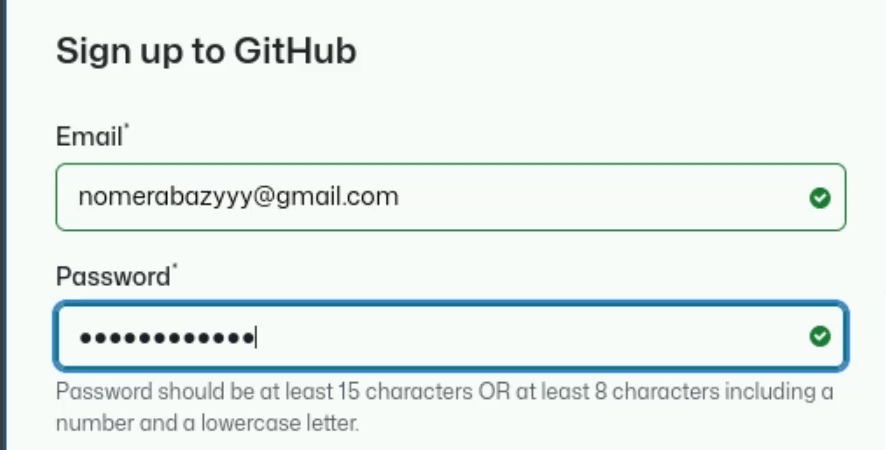 Sign up to GitHub
Email*
nomerabazyyy@gmail.com
Password*
••••••••••••
Password should be at least 15 characters OR at least 8 characters including a
number and a lowercase letter.